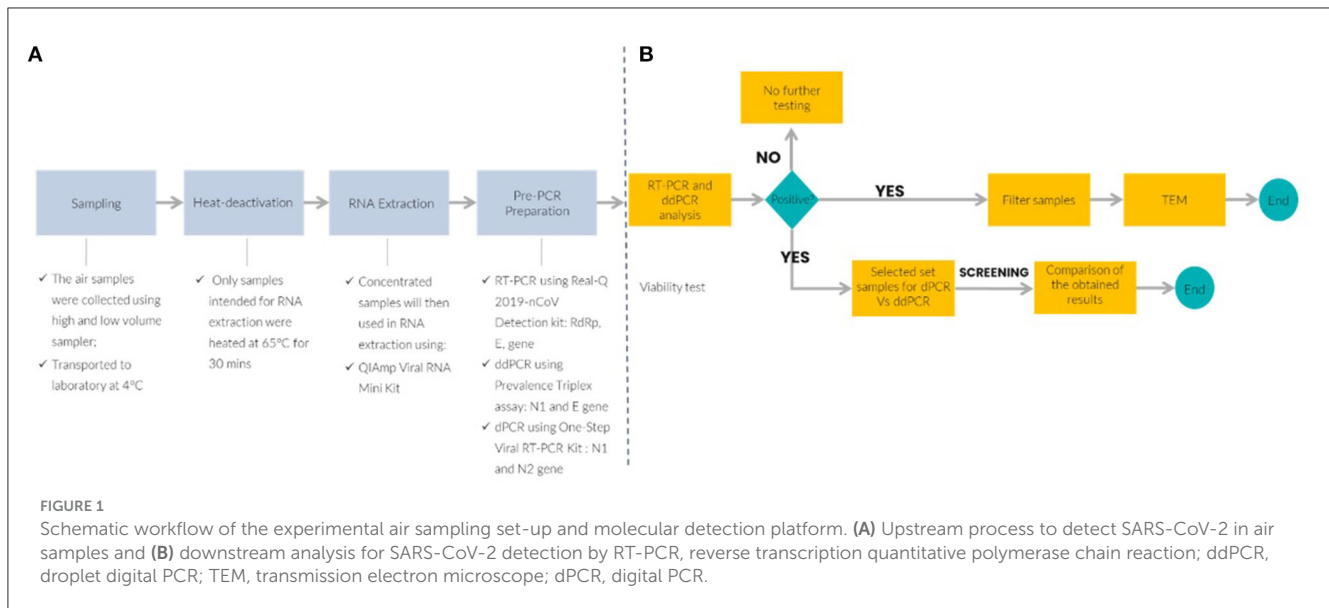 A
B
Sampling
Heat-deactivation
RNA Extraction
Pre-PCR
Preparation
✓ The air samples
were collected using
high and low volume
sampler;
✓ Transported to
laboratory at 4°C
✓ Only samples
intended for RNA
extraction were
heated at 65°C for
30 mins
✓ Concentrated
samples will then
used in RNA
extraction using:
✓ QIAmp Viral RNA
Mini Kit
✓ RT-PCR using Real-Q
2019-nCoV
Detection kit: RdRp,
E, gene
✓ ddPCR using
Prevalence Triplex
assay: N1 and E gene
✓ dPCR using One-Step
Viral RT-PCR Kit : N1
and N2 gene
No further
testing
NO
RT-PCR and
ddPCR
analysis
Positive?
YES
Filter samples
TEM
End
YES
Viability test
Selected set
samples for dPCR
Vs ddPCR
SCREENING
Comparison of
the obtained
results
End
FIGURE 1
Schematic workflow of the experimental air sampling set-up and molecular detection platform. (A) Upstream process to detect SARS-CoV-2 in air
samples and (B) downstream analysis for SARS-CoV-2 detection by RT-PCR, reverse transcription quantitative polymerase chain reaction; ddPCR,
droplet digital PCR; TEM, transmission electron microscope; dPCR, digital PCR.